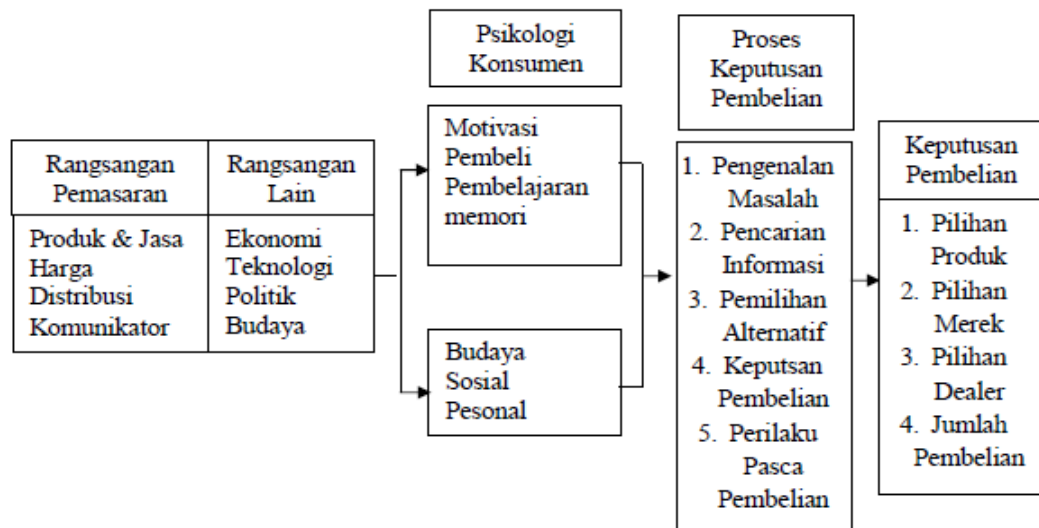 Psikologi
Konsumen
Proses
Keputusan
Pembelian
Rangsangan
Pemasaran
Rangsangan
Lain
Produk & Jasa
Harga
Distribusi
Komunikator
Ekonomi
Teknologi
Politik
Budaya
Motivasi
Pembeli
Pembelajaran
memori
Budaya
Sosial
Pesonal
1. Pengenalan
Masalah
2. Pencarian
Informasi
3. Pemilihan
Alternatif
4. Keputsan
Pembelian
5. Perilaku
Pasca
Pembelian
Keputusan
Pembelian
1. Pilihan
Produk
2. Pilihan
Merek
3. Pilihan
Dealer
4. Jumlah
Pembelian